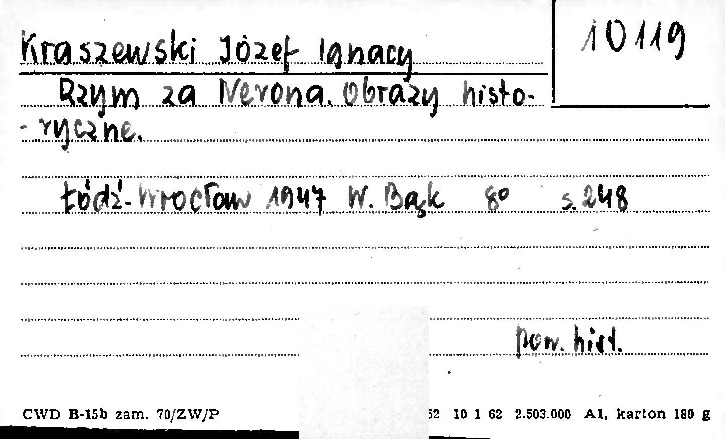 10119
Kraszewski Józef Ignacy
Rzym za Nerona. Obrazy histo-
-ryczne.
Łódź-Wrocław 1947 W. Bąk 8° s. 248
pow. hist.
CWD B-15b zam. 70/ZW/P 52 10 1 62 2.503.000 A1, karton 180 g